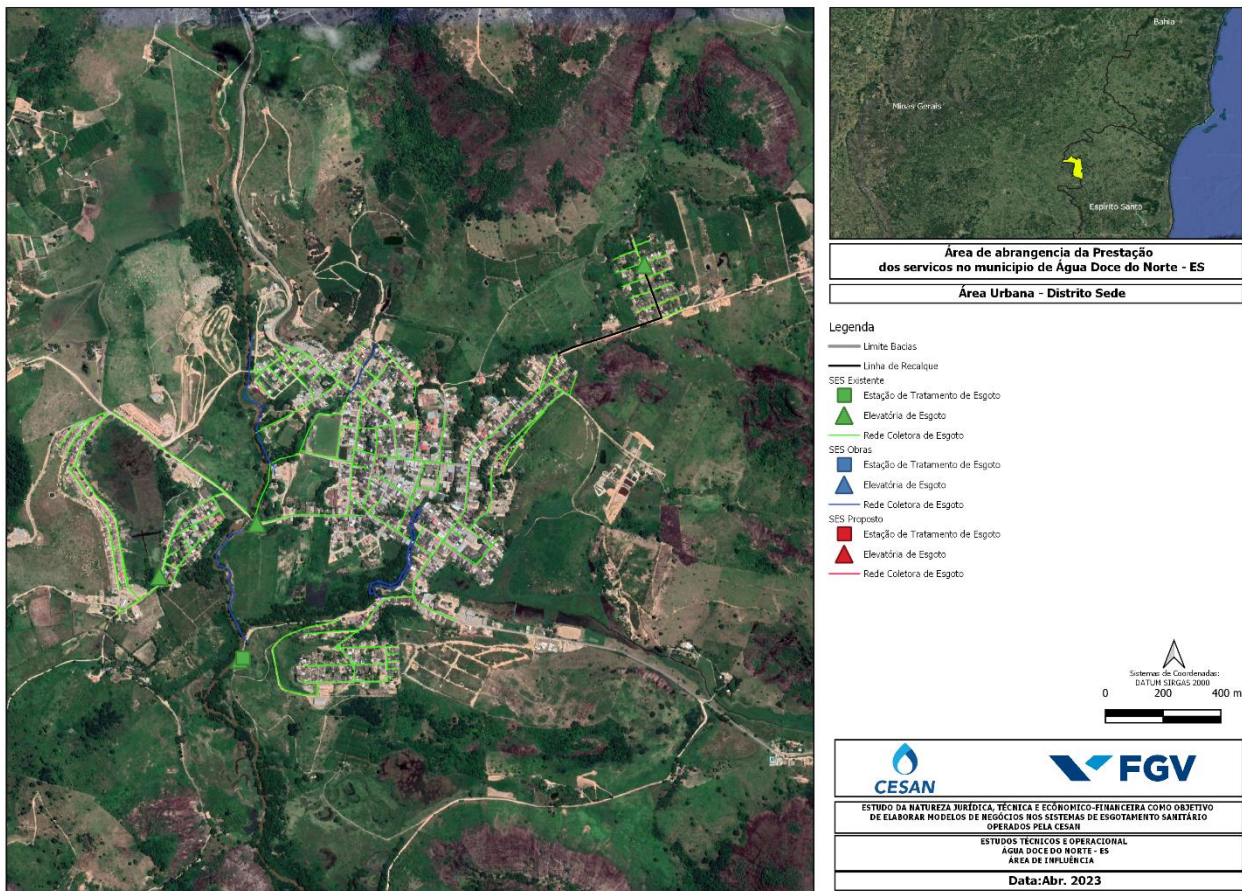 Bahia
Minas Gerais
Espírito Santo
Área de abrangencia da Prestação
dos servicos no municipio de Água Doce do Norte - ES
Área Urbana - Distrito Sede
Legenda
Limite Bacias
Linha de Recalque
SES Existente
Estação de Tratamento de Esgoto
Elevatória de Esgoto
Rede Coletora de Esgoto
SES Obras
Estação de Tratamento de Esgoto
Elevatória de Esgoto
Rede Coletora de Esgoto
SES Proposto
Estação de Tratamento de Esgoto
Elevatória de Esgoto
Rede Coletora de Esgoto
Sistemas de Coordenadas:
DATUM SIRGAS 2000
0 200 400 m
CESAN
FGV
ESTUDO DA NATUREZA JURÍDICA, TÉCNICA E ECÔNOMICO-FINANCEIRA COMO OBJETIVO
DE ELABORAR MODELOS DE NEGÓCIOS NOS SISTEMAS DE ESGOTAMENTO SANITÁRIO
OPERADOS PELA CESAN
ESTUDOS TÉCNICOS E OPERACIONAL
ÁGUA DOCE DO NORTE - ES
ÁREA DE INFLUÊNCIA
Data:Abr. 2023